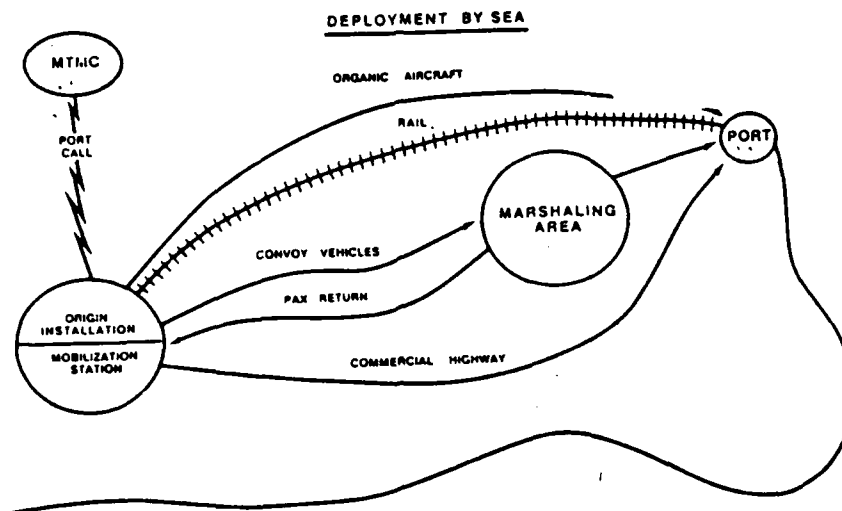 DEPLOYMENT BY SEA
MTMC
ORGANIC AIRCRAFT
RAIL
PORT
CALL
PORT
MARSHALING
AREA
CONVOY VEHICLES
PAX RETURN
ORIGIN
INSTALLATION
MOBILIZATION
STATION
COMMERCIAL HIGHWAY